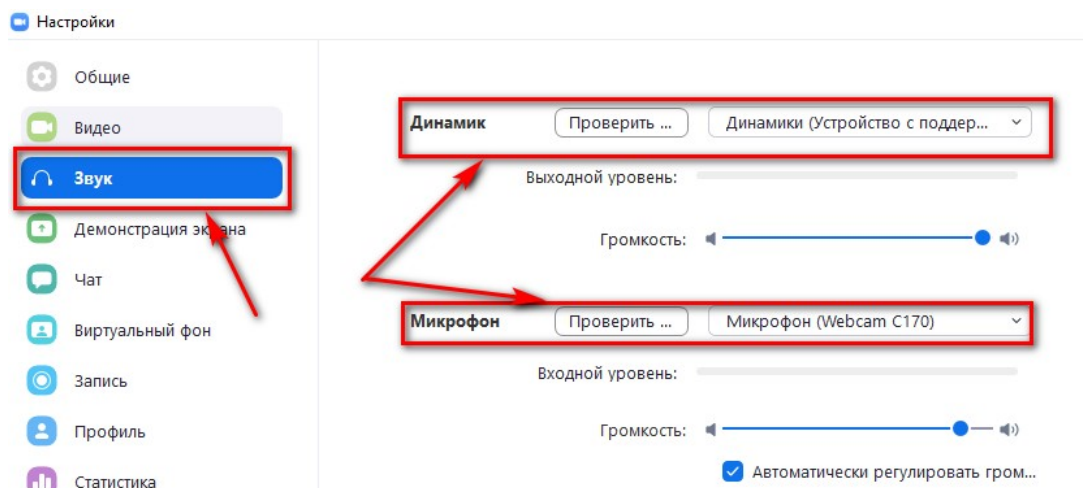 Настройки
Общие
Видео
Звук
Демонстрация экрана
Чат
Виртуальный фон
Запись
Профиль
Статистика
Динамик Проверить ... Динамики (Устройство с поддер...
Выходной уровень:
Громкость:
Микрофон Проверить ... Микрофон (Webcam C170)
Входной уровень:
Громкость:
Автоматически регулировать гром...